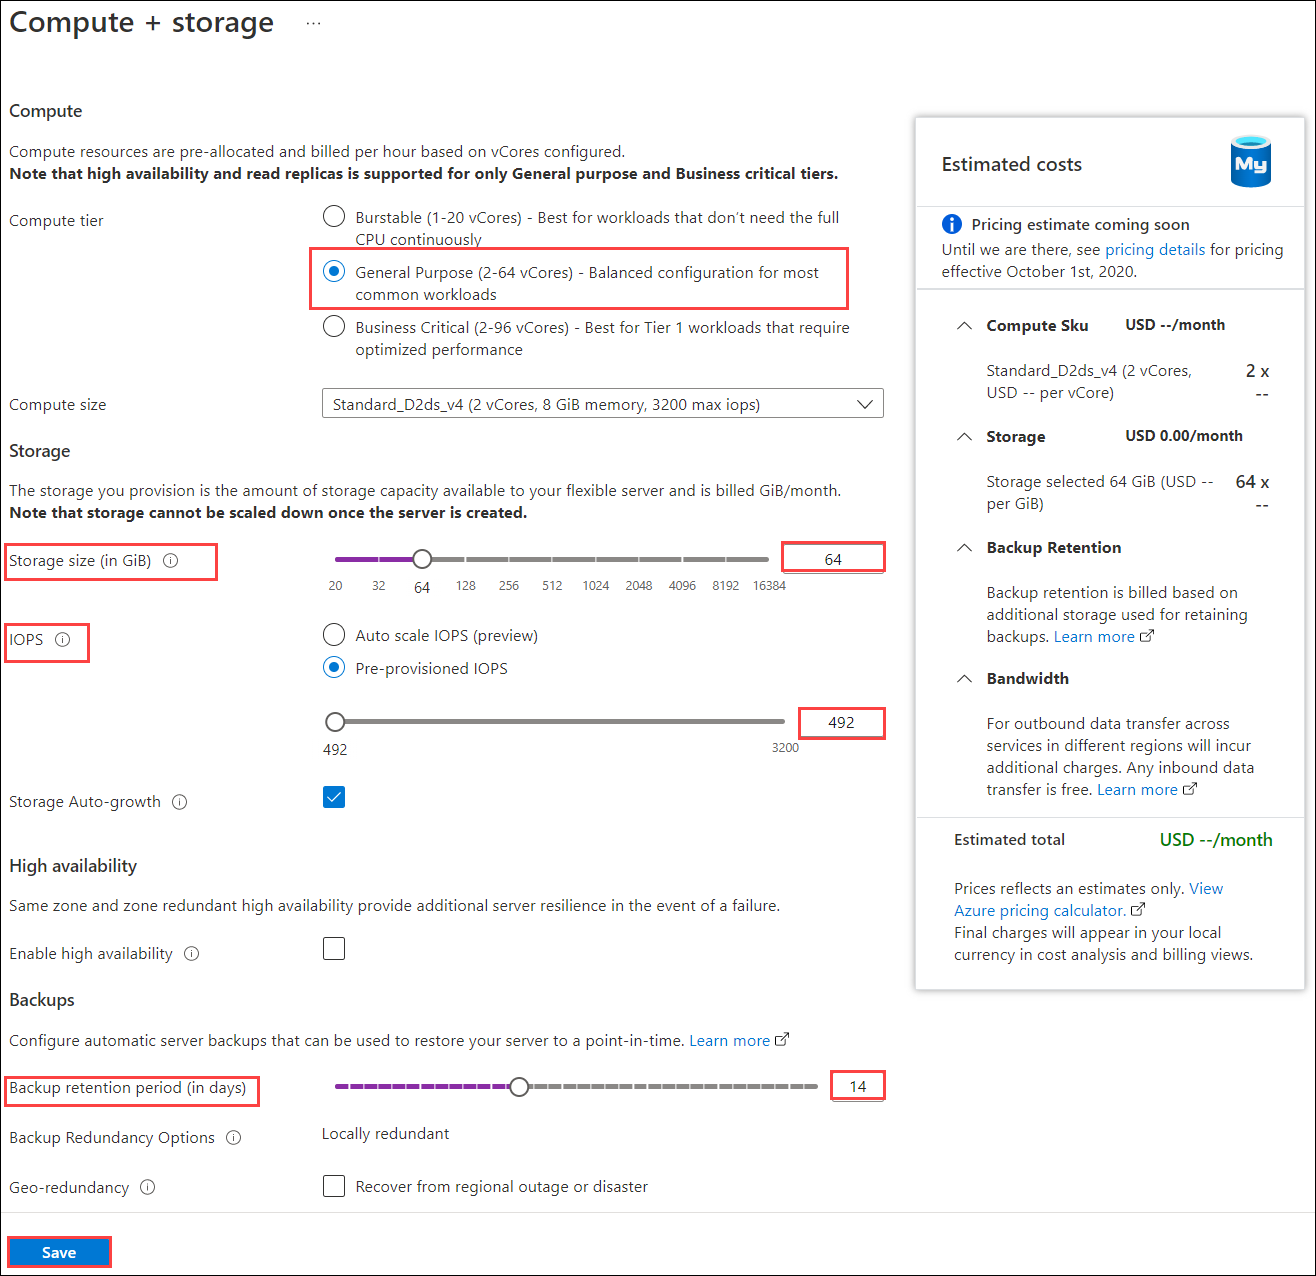 Compute + storage ...
Compute
Compute resources are pre-allocated and billed per hour based on vCores configured.
Note that high availability and read replicas is supported for only General purpose and Business critical tiers.
Compute tier
Burstable (1-20 vCores) - Best for workloads that don't need the full
CPU continuously
General Purpose (2-64 vCores) - Balanced configuration for most
common workloads
Business Critical (2-96 vCores) - Best for Tier 1 workloads that require
optimized performance
Compute size
Standard_D2ds_v4 (2 vCores, 8 GiB memory, 3200 max iops)
Storage
The storage you provision is the amount of storage capacity available to your flexible server and is billed GiB/month.
Note that storage cannot be scaled down once the server is created.
Storage size (in GiB)
64
20 32 64 128 256 512 1024 2048 4096 8192 16384
IOPS
Auto scale IOPS (preview)
Pre-provisioned IOPS
492
492 3200
Storage Auto-growth
High availability
Same zone and zone redundant high availability provide additional server resilience in the event of a failure.
Enable high availability
Backups
Configure automatic server backups that can be used to restore your server to a point-in-time. Learn more
Backup retention period (in days)
14
Backup Redundancy Options
Locally redundant
Geo-redundancy
Recover from regional outage or disaster
Save
Estimated costs
My
Pricing estimate coming soon
Until we are there, see pricing details for pricing
effective October 1st, 2020.
Compute Sku USD --/month
Standard_D2ds_v4 (2 vCores, 2 x
USD -- per vCore) --
Storage USD 0.00/month
Storage selected 64 GiB (USD -- 64 x
per GiB) --
Backup Retention
Backup retention is billed based on
additional storage used for retaining
backups. Learn more
Bandwidth
For outbound data transfer across
services in different regions will incur
additional charges. Any inbound data
transfer is free. Learn more
Estimated total USD --/month
Prices reflects an estimates only. View
Azure pricing calculator.
Final charges will appear in your local
currency in cost analysis and billing views.